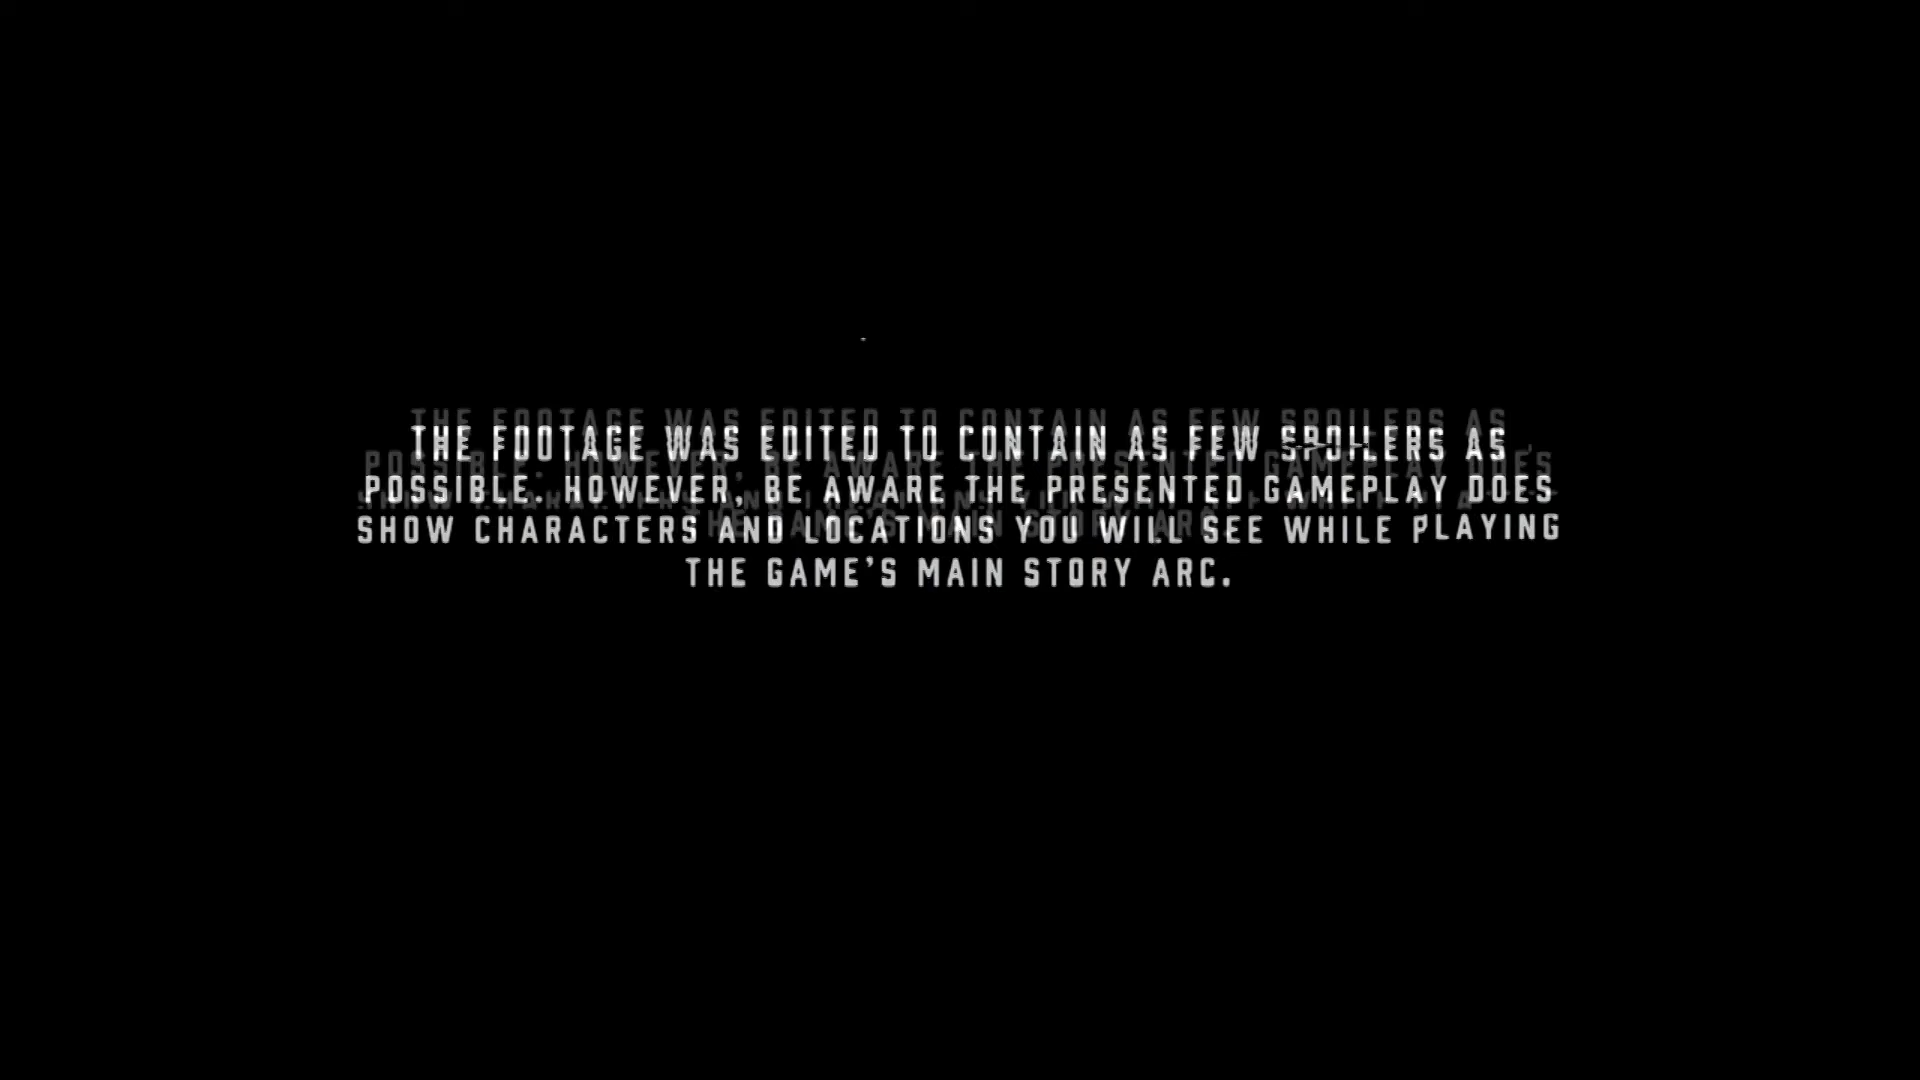 THE FOOTAGE WAS EDITED TO CONTAIN AS FEW SPOILERS AS
POSSIBLE. HOWEVER, BE AWARE THE PRESENTED GAMEPLAY DOES
SHOW CHARACTERS AND LOCATIONS YOU WILL SEE WHILE PLAYING
THE GAME’S MAIN STORY ARC.